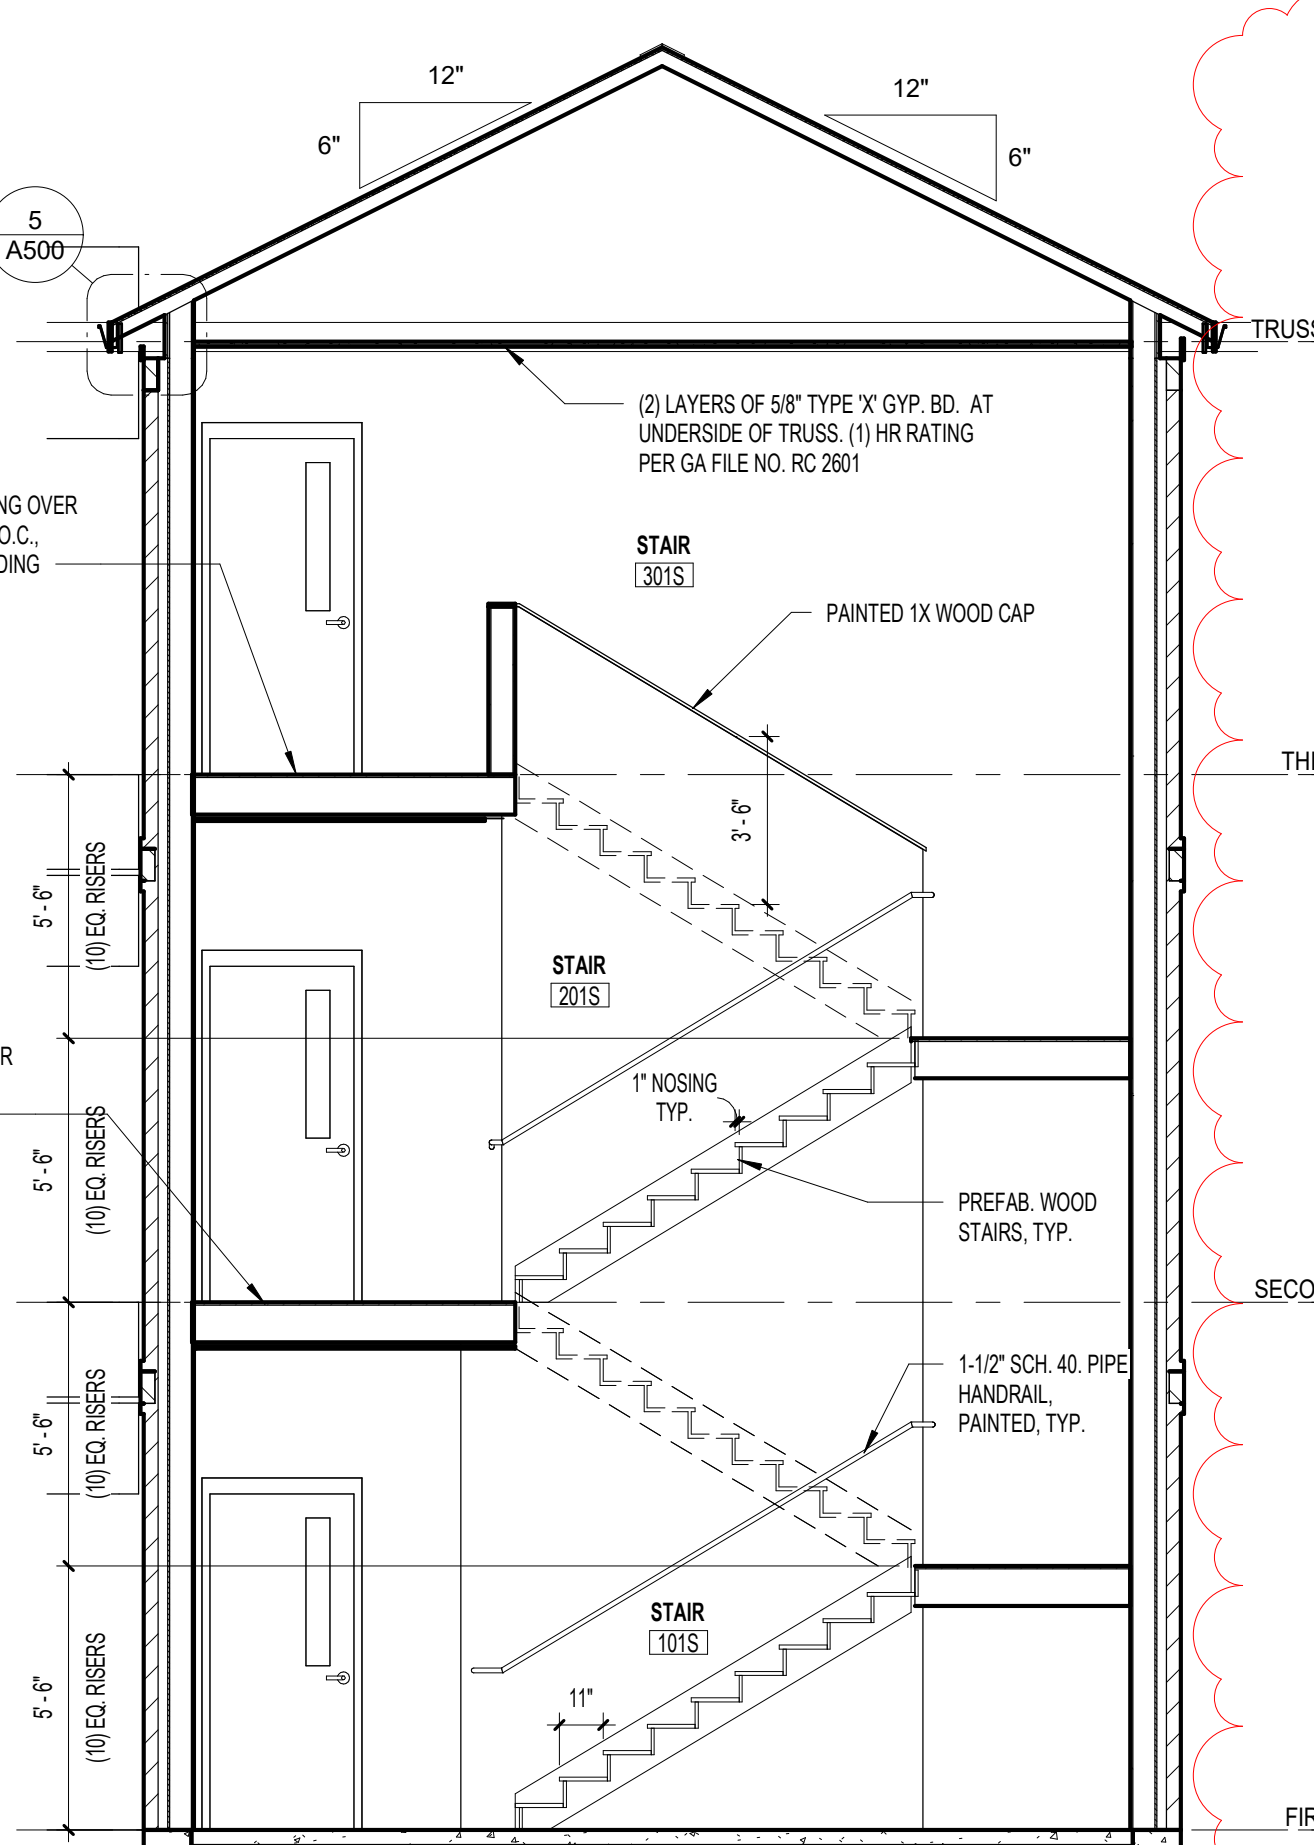 12"
6"
12"
6"
5
A500
TRUSS
(2) LAYERS OF 5/8" TYPE 'X' GYP. BD. AT
UNDERSIDE OF TRUSS. (1) HR RATING
PER GA FILE NO. RC 2601
NG OVER
O.C.,
DING
STAIR
301S
PAINTED 1X WOOD CAP
THI
3' - 6"
5' - 6"
(10) EQ. RISERS
STAIR
201S
R
1" NOSING
TYP.
5' - 6"
(10) EQ. RISERS
PREFAB. WOOD
STAIRS, TYP.
SECO
1-1/2" SCH. 40. PIPE
HANDRAIL,
PAINTED, TYP.
5' - 6"
(10) EQ. RISERS
STAIR
101S
11"
5' - 6"
(10) EQ. RISERS
FIR